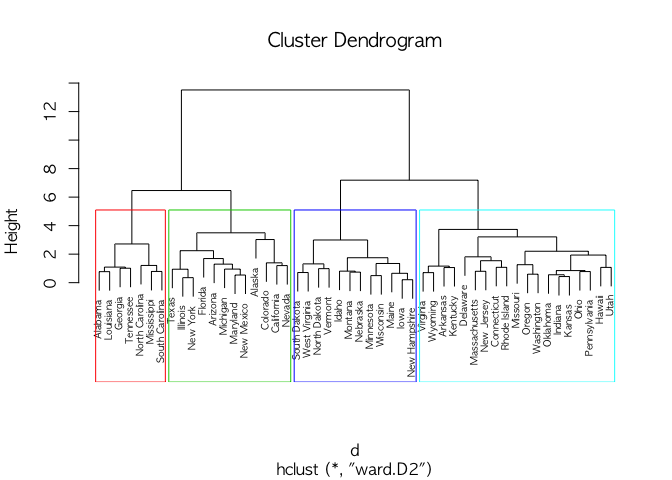 Cluster Dendrogram
Height
0
2
4
6
8
12
Alabama
Louisiana
Georgia
Tennessee
North Carolina
Mississippi
South Carolina
Texas
Illinois
New York
Florida
Arizona
Michigan
Maryland
New Mexico
Alaska
Colorado
California
Nevada
South Dakota
West Virginia
North Dakota
Vermont
Idaho
Montana
Nebraska
Minnesota
Wisconsin
Maine
Iowa
New Hampshire
Virginia
Wyoming
Arkansas
Kentucky
Delaware
Massachusetts
New Jersey
Connecticut
Rhode Island
Missouri
Oregon
Washington
Oklahoma
Indiana
Kansas
Ohio
Pennsylvania
Hawaii
Utah
d
hclust (*, "ward.D2")